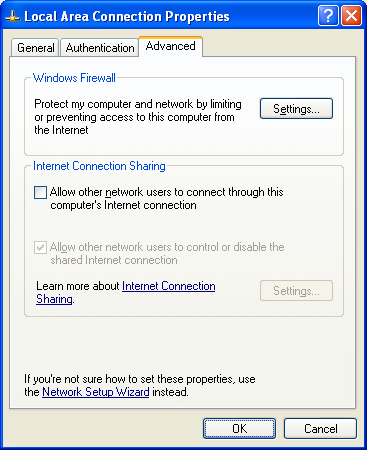 Local Area Connection Properties
General
Authentication
Advanced
Windows Firewall
Protect my computer and network by limiting
or preventing access to this computer from
the Internet
Settings...
Internet Connection Sharing
Allow other network users to connect through this
computer's Internet connection
Allow other network users to control or disable the
shared Internet connection
Learn more about Internet Connection
Sharing.
Settings...
If you're not sure how to set these properties, use
the Network Setup Wizard instead.
OK
Cancel